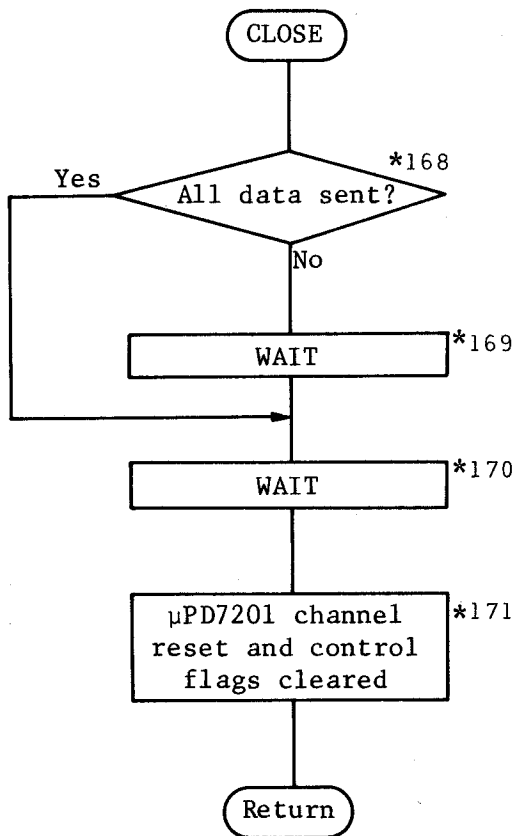 CLOSE
*168
Yes
All data sent?
No
WAIT
*169
WAIT
*170
µPD7201 channel
reset and control
flags cleared
*171
Return